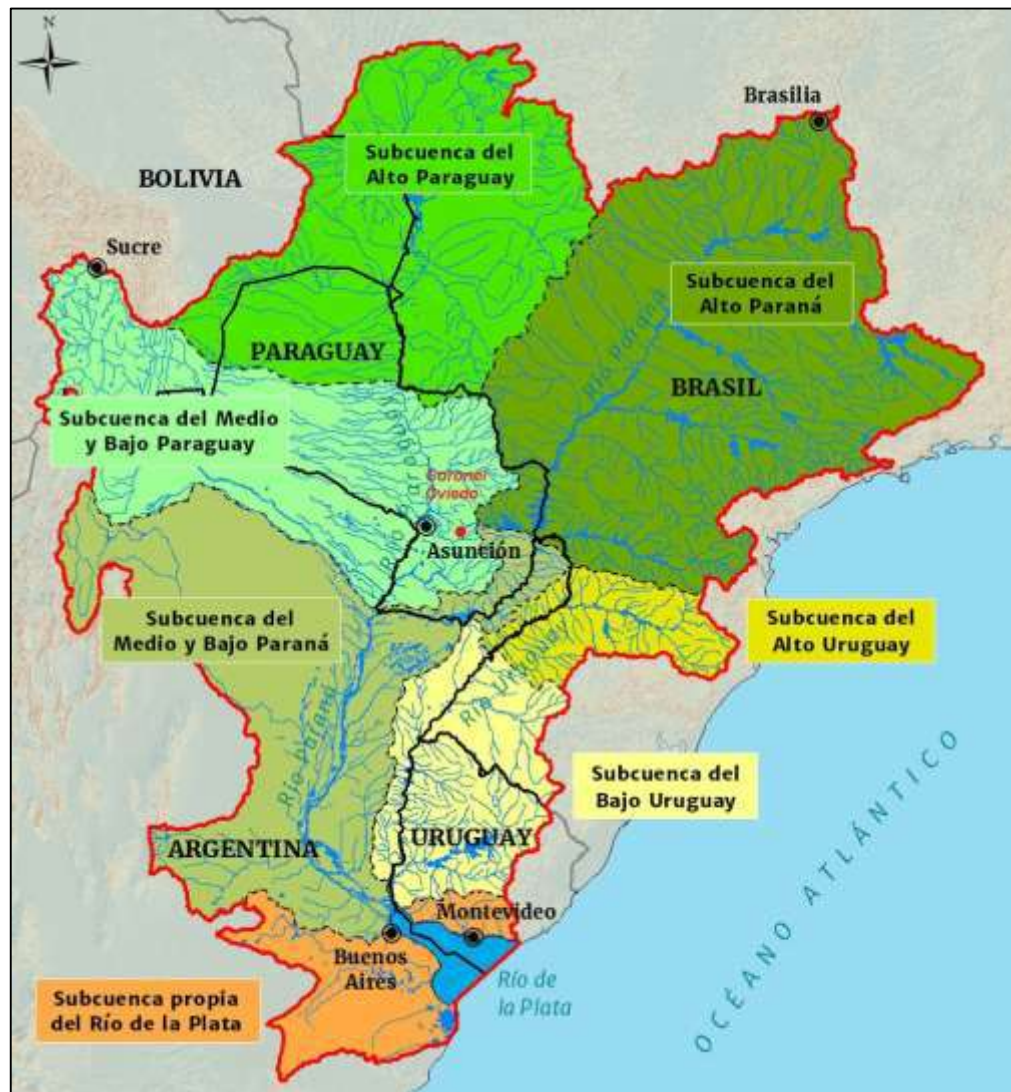 N
Brasilia
Subcuenca del
Alto Paraguay
BOLIVIA
Sucre
Subcuenca del
Alto Paraná
Río Paraná
PARAGUAY
BRASIL
Subcuenca del Medio
y Bajo Paraguay
Río Paraguay
Coronel
Oviedo
Asunción
Subcuenca del
Medio y Bajo Paraná
Subcuenca del
Alto Uruguay
Río Uruguay
Río Paraná
Subcuenca del
Bajo Uruguay
ARGENTINA
URUGUAY
OCÉANO ATLÁNTICO
Montevideo
Buenos
Aires
Río de
la Plata
Subcuenca propia
del Río de la Plata